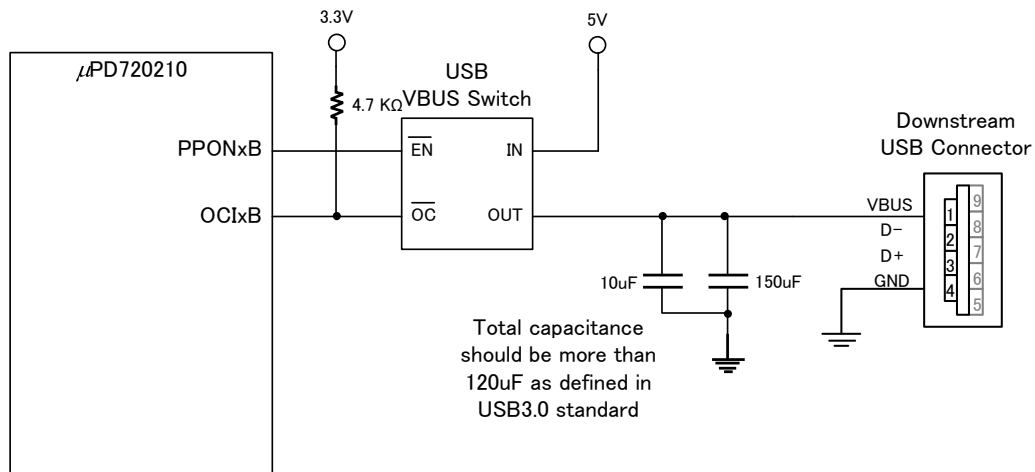 3.3V
5V
μPD720210
USB
VBUS Switch
4.7 KΩ
Downstream
USB Connector
PPONxB
EN
IN
OCIxB
OC
OUT
VBUS
D-
D+
GND
1
2
3
4
9
8
7
6
5
10uF
150uF
Total capacitance
should be more than
120uF as defined in
USB3.0 standard